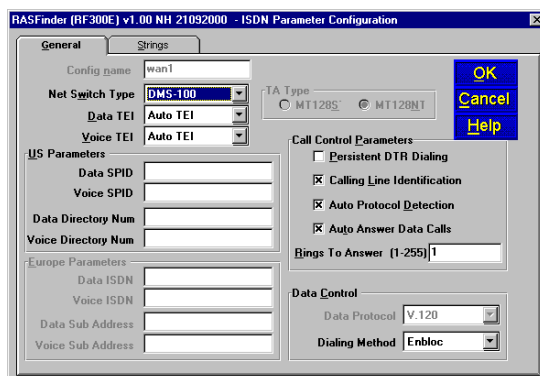 RASFinder (RF300E) v1.00 NH 21092000 - ISDN Parameter Configuration
General Strings
Config name wan1
Net Switch Type DMS-100
Data TEI Auto TEI
Voice TEI Auto TEI
TA Type
MT128S MT128NT
OK
Cancel
Help
US Parameters
Data SPID
Voice SPID
Data Directory Num
Voice Directory Num
Europe Parameters
Data ISDN
Voice ISDN
Data Sub Address
Voice Sub Address
Call Control Parameters
Persistent DTR Dialing
Calling Line Identification
Auto Protocol Detection
Auto Answer Data Calls
Rings To Answer (1-255) 1
Data Control
Data Protocol V.120
Dialing Method Enbloc